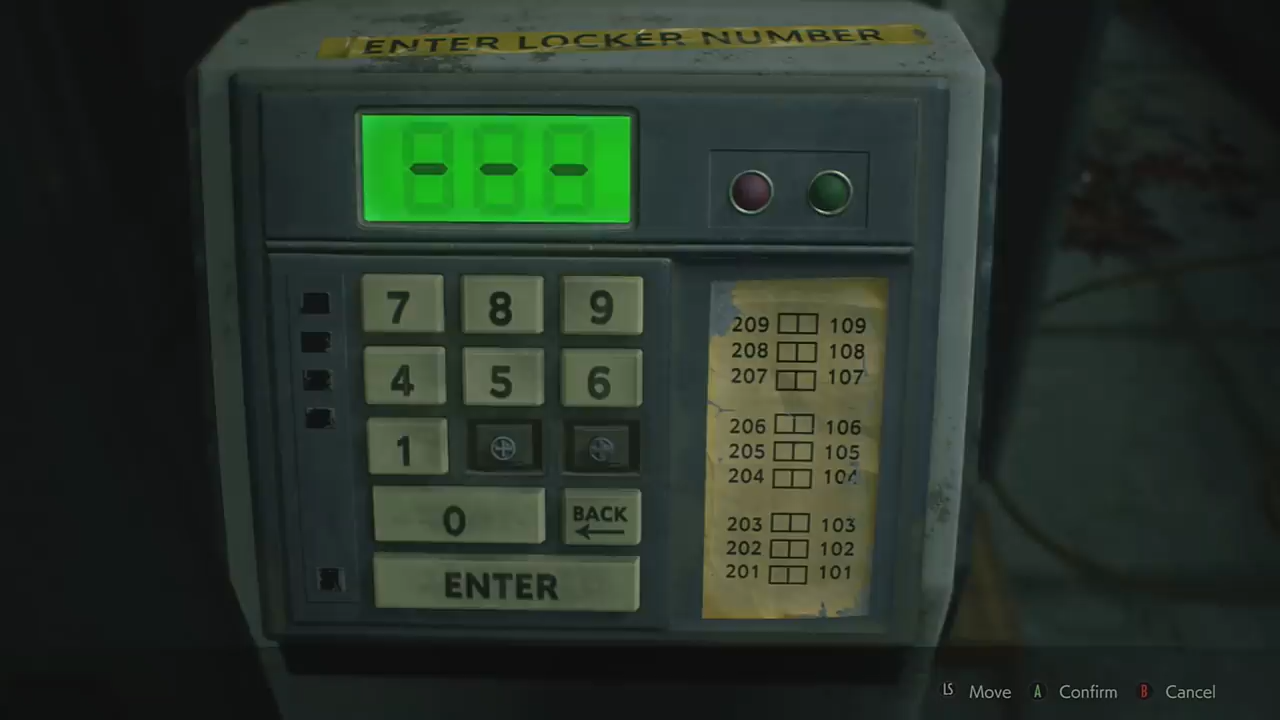 ENTER LOCKER NUMBER
- - -
7 8 9
4 5 6
1
0 BACK
ENTER
209 109
208 108
207 107
206 106
205 105
204 104
203 103
202 102
201 101
LS Move A Confirm B Cancel